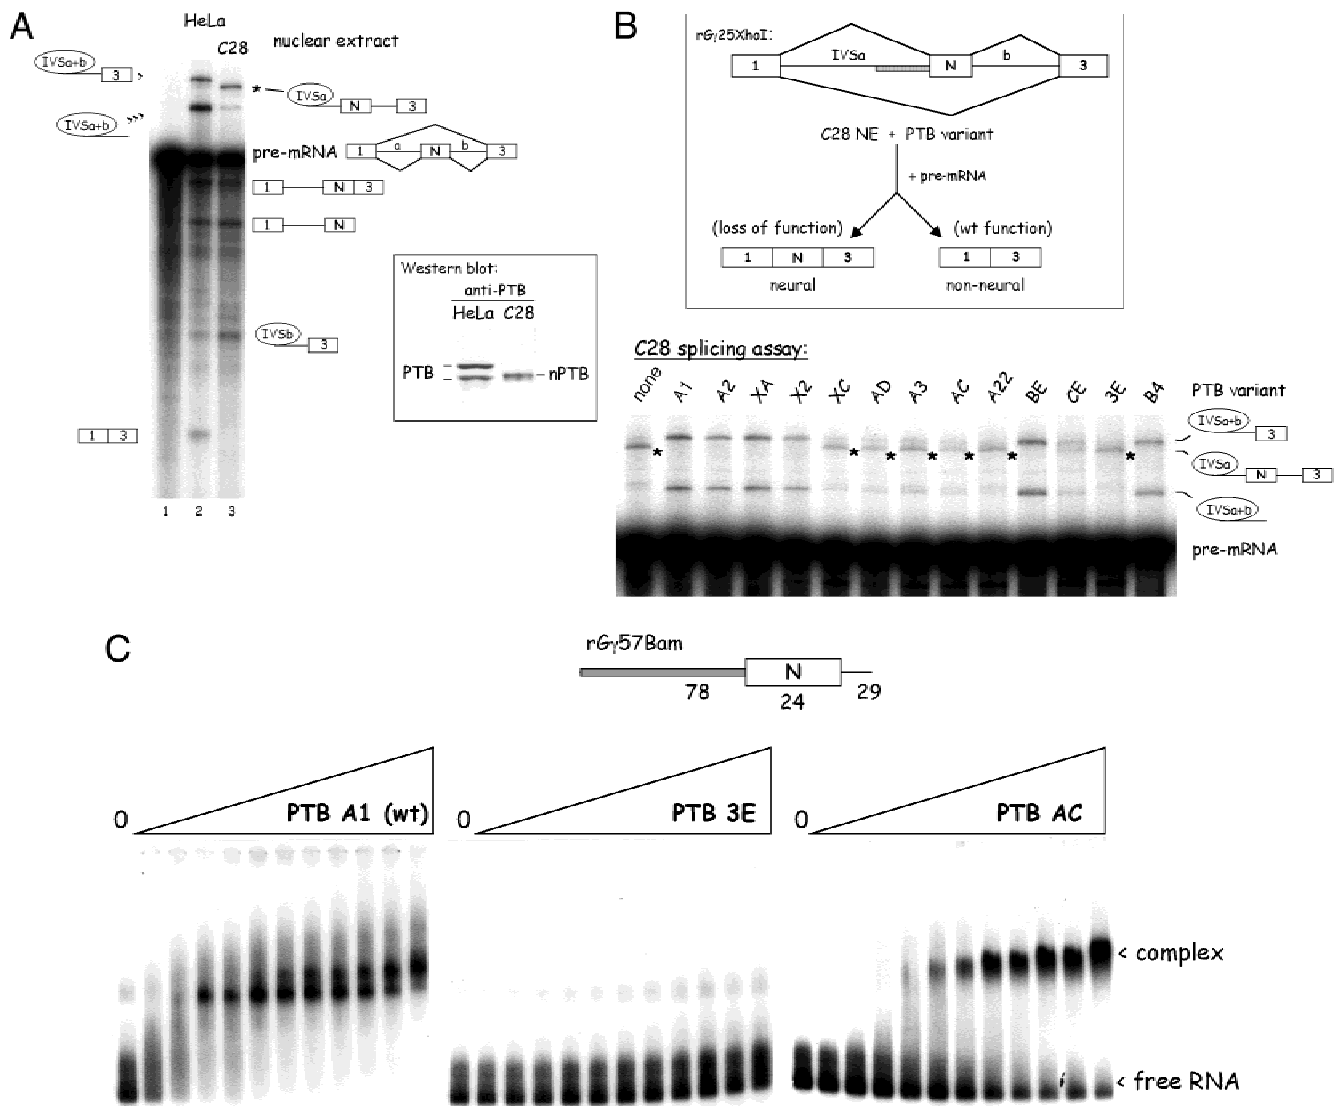 A
HeLa
C28
nuclear extract
IVSa+b
3
*
IVSa
N
3
IVSa+b
pre-mRNA
1
a
N
b
3
1
N
3
1
N
IVSb
3
1
3
1
2
3
Western blot:
anti-PTB
HeLa C28
PTB
nPTB
B
rGγ25XhoI:
IVSa
b
1
N
3
C28 NE + PTB variant
+ pre-mRNA
(loss of function)
(wt function)
1
N
3
1
3
neural
non-neural
C28 splicing assay:
none A1 A2 XA X2 XC AD A3 AC A22 BE CE 3E B4 PTB variant
IVSa+b
3
* * * * * * *
IVSa
N
3
IVSa+b
pre-mRNA
C
rGγ57Bam
N
78
24
29
0 PTB A1 (wt)
0 PTB 3E
0 PTB AC
< complex
< free RNA